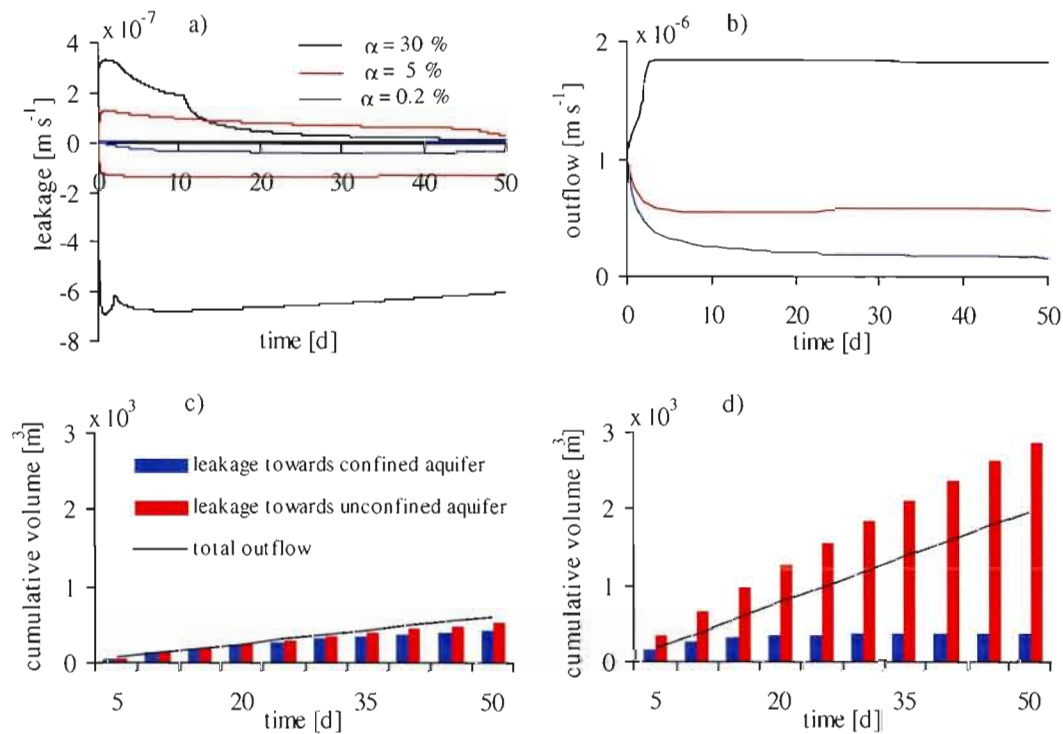 x 10^-7
a)
4
2
0
-2
-4
-6
-8
leakage [m s^-1]
α = 30 %
α = 5 %
α = 0.2 %
0
10
20
30
40
50
time [d]
x 10^-6
b)
2
1
0
outflow [m s^-1]
0
10
20
30
40
50
time [d]
x 10^3
c)
3
2
1
0
cumulative volume [m^3]
leakage towards confined aquifer
leakage towards unconfined aquifer
total outflow
5
20
35
50
time [d]
x 10^3
d)
3
2
1
0
cumulative volume [m^3]
5
20
35
50
time [d]